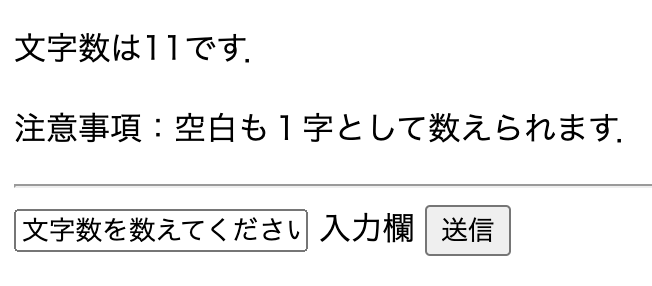 文字数は11です．
注意事項：空白も１字として数えられます．
文字数を数えてください 入力欄 送信